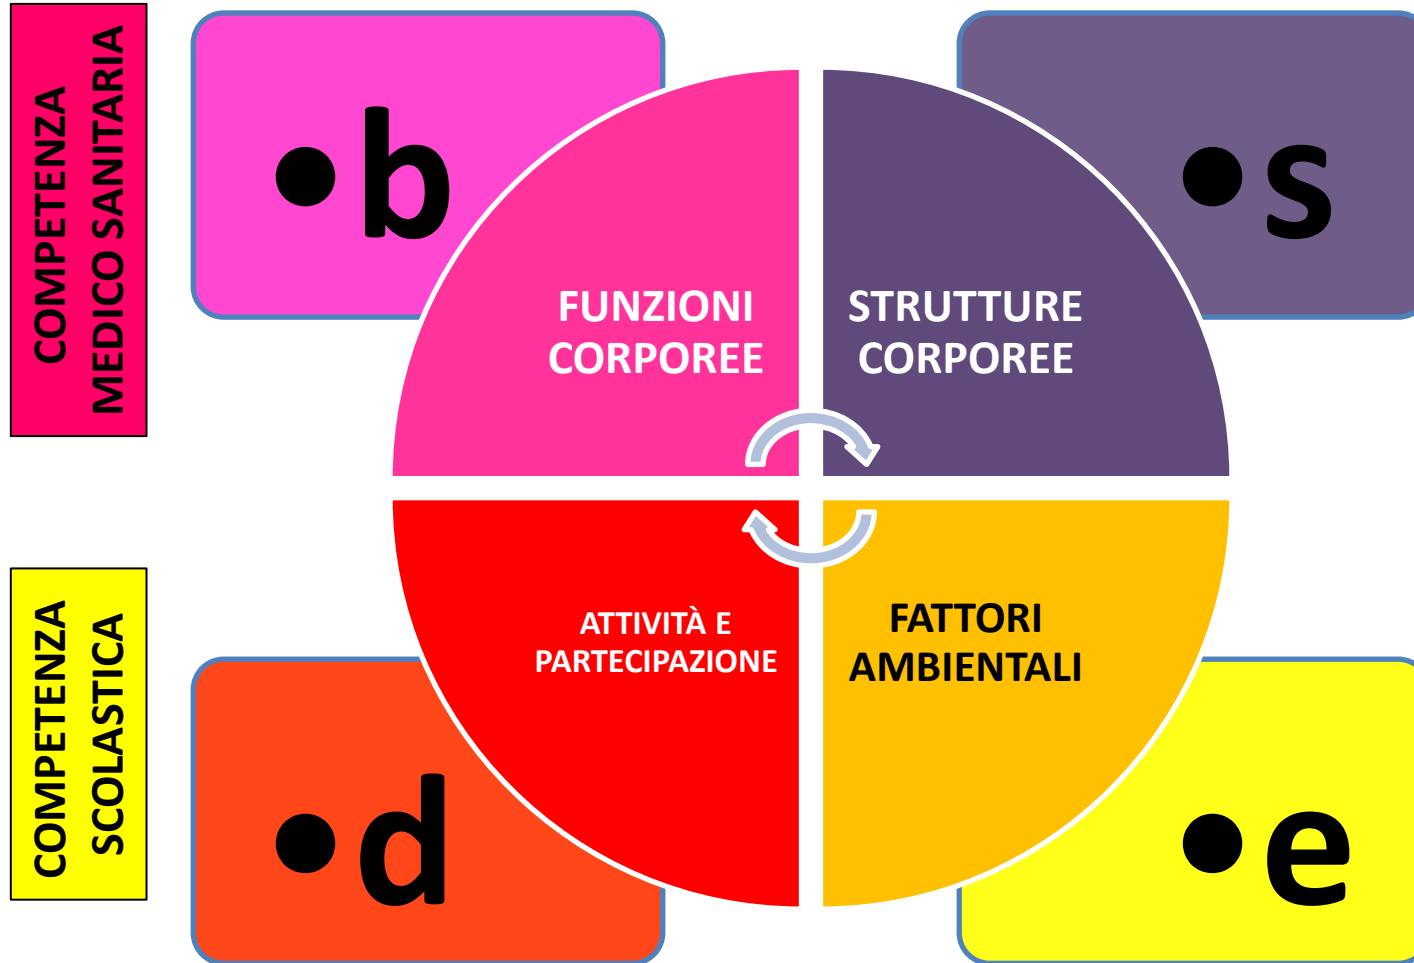 COMPETENZA
MEDICO SANITARIA
•b
•s
FUNZIONI
CORPOREE
STRUTTURE
CORPOREE
COMPETENZA
SCOLASTICA
ATTIVITÀ E
PARTECIPAZIONE
FATTORI
AMBIENTALI
•d
•e